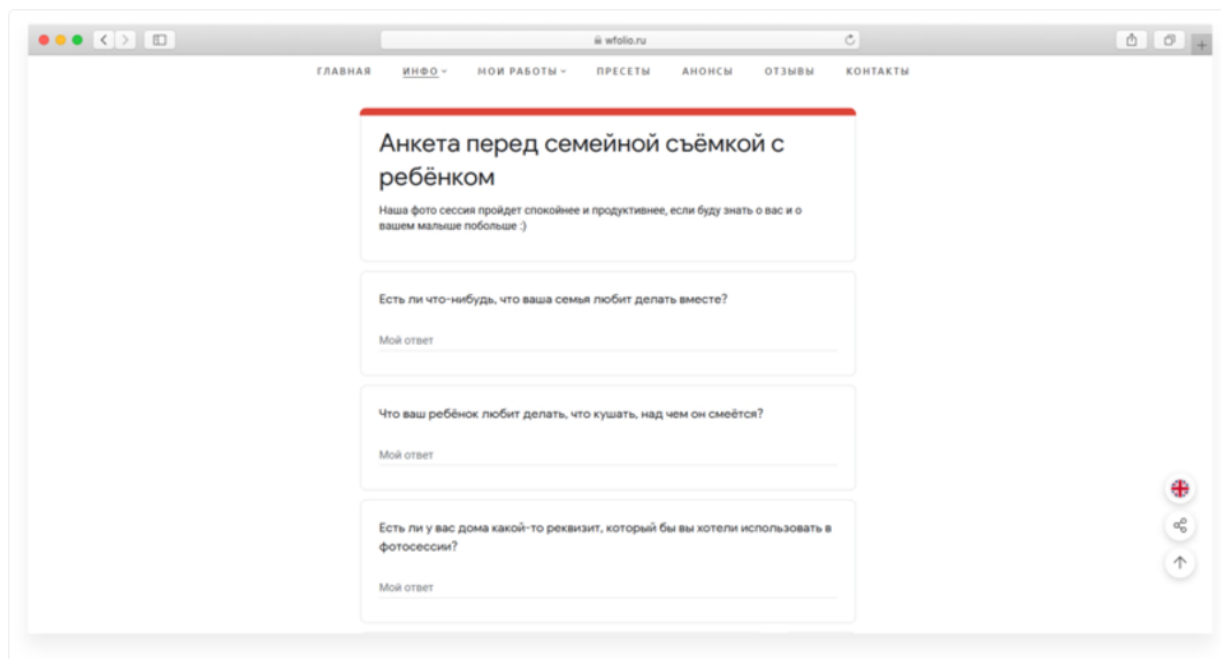 wfolio.ru
ГЛАВНАЯ ИНФО МОИ РАБОТЫ ПРЕСЕТЫ АНОНСЫ ОТЗЫВЫ КОНТАКТЫ
Анкета перед семейной съёмкой с
ребёнком
Наша фото сессия пройдет спокойнее и продуктивнее, если буду знать о вас и о
вашем малыше побольше :)
Есть ли что-нибудь, что ваша семья любит делать вместе?
Мой ответ
Что ваш ребёнок любит делать, что кушать, над чем он смеётся?
Мой ответ
Есть ли у вас дома какой-то реквизит, который бы вы хотели использовать в
фотосессии?
Мой ответ